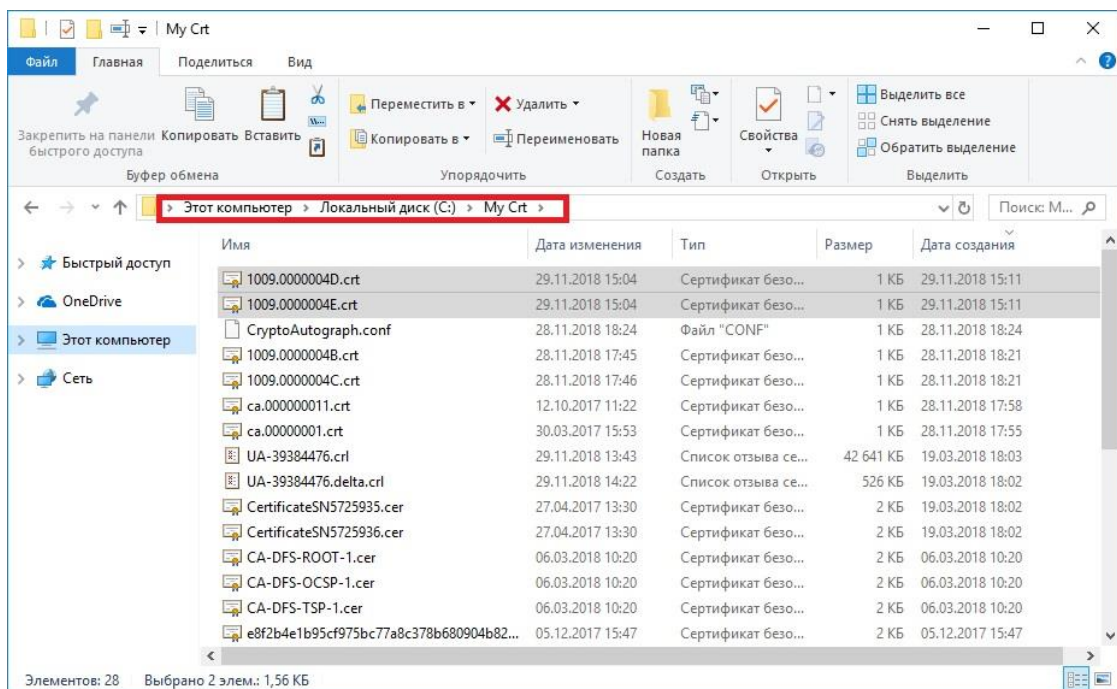 My Crt
Файл Главная Поделиться Вид
Закрепить на панели быстрого доступа
Копировать
Вставить
Переместить в
Копировать в
Удалить
Переименовать
Новая папка
Свойства
Выделить все
Снять выделение
Обратить выделение
Буфер обмена Упорядочить Создать Открыть Выделить
Этот компьютер > Локальный диск (C:) > My Crt > Поиск: M...
Быстрый доступ
OneDrive
Этот компьютер
Сеть
Имя Дата изменения Тип Размер Дата создания
1009.0000004D.crt 29.11.2018 15:04 Сертификат безо... 1 КБ 29.11.2018 15:11
1009.0000004E.crt 29.11.2018 15:04 Сертификат безо... 1 КБ 29.11.2018 15:11
CryptoAutograph.conf 28.11.2018 18:24 Файл "CONF" 1 КБ 28.11.2018 18:24
1009.0000004B.crt 28.11.2018 17:45 Сертификат безо... 1 КБ 28.11.2018 18:21
1009.0000004C.crt 28.11.2018 17:46 Сертификат безо... 1 КБ 28.11.2018 18:21
ca.000000011.crt 12.10.2017 11:22 Сертификат безо... 1 КБ 28.11.2018 17:58
ca.00000001.crt 30.03.2017 15:53 Сертификат безо... 1 КБ 28.11.2018 17:55
UA-39384476.crl 29.11.2018 13:43 Список отзыва се... 42 641 КБ 19.03.2018 18:03
UA-39384476.delta.crl 29.11.2018 14:22 Список отзыва се... 526 КБ 19.03.2018 18:02
CertificateSN5725935.cer 27.04.2017 13:30 Сертификат безо... 2 КБ 19.03.2018 18:02
CertificateSN5725936.cer 27.04.2017 13:30 Сертификат безо... 2 КБ 19.03.2018 18:02
CA-DFS-ROOT-1.cer 06.03.2018 10:20 Сертификат безо... 2 КБ 06.03.2018 10:20
CA-DFS-OCSP-1.cer 06.03.2018 10:20 Сертификат безо... 2 КБ 06.03.2018 10:20
CA-DFS-TSP-1.cer 06.03.2018 10:20 Сертификат безо... 2 КБ 06.03.2018 10:20
e8f2b4e1b95cf975bc77a8c378b680904b82... 05.12.2017 15:47 Сертификат безо... 2 КБ 05.12.2017 15:47
Элементов: 28 Выбрано 2 элем.: 1,56 КБ